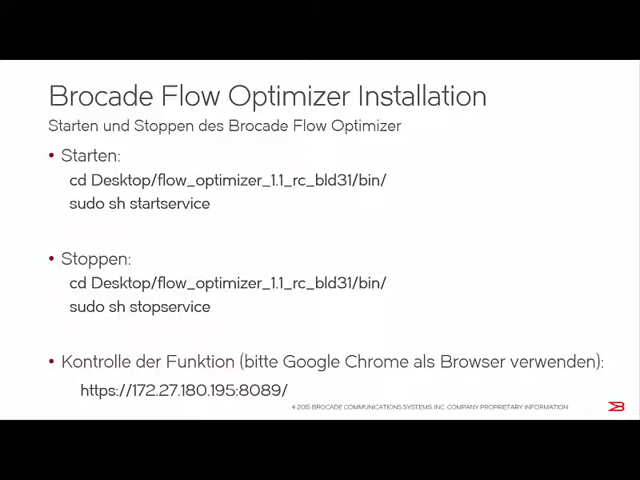 Brocade Flow Optimizer Installation
Starten und Stoppen des Brocade Flow Optimizer
• Starten:
cd Desktop/flow_optimizer_1.1_rc_bld31/bin/
sudo sh startservice
• Stoppen:
cd Desktop/flow_optimizer_1.1_rc_bld31/bin/
sudo sh stopservice
• Kontrolle der Funktion (bitte Google Chrome als Browser verwenden):
https://172.27.180.195:8089/
© 2015 BROCADE COMMUNICATIONS SYSTEMS, INC. COMPANY PROPRIETARY INFORMATION